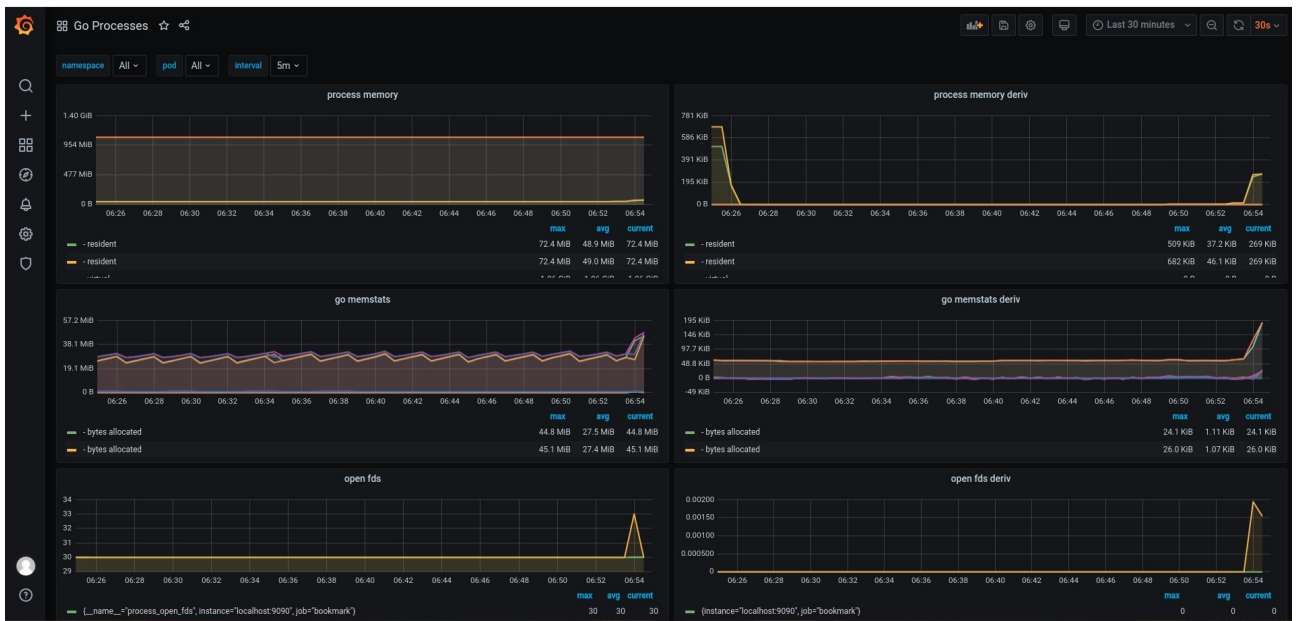 Go Processes
Last 30 minutes
30s
namespace All pod All interval 5m
process memory
1.40 GiB
954 MiB
477 MiB
0 B
06:26 06:28 06:30 06:32 06:34 06:36 06:38 06:40 06:42 06:44 06:46 06:48 06:50 06:52 06:54
max avg current
- resident 72.4 MiB 48.9 MiB 72.4 MiB
- resident 72.4 MiB 49.0 MiB 72.4 MiB
process memory deriv
781 KiB
586 KiB
391 KiB
195 KiB
0 B
06:26 06:28 06:30 06:32 06:34 06:36 06:38 06:40 06:42 06:44 06:46 06:48 06:50 06:52 06:54
max avg current
- resident 509 KiB 37.2 KiB 269 KiB
- resident 682 KiB 46.1 KiB 269 KiB
go memstats
57.2 MiB
38.1 MiB
19.1 MiB
0 B
06:26 06:28 06:30 06:32 06:34 06:36 06:38 06:40 06:42 06:44 06:46 06:48 06:50 06:52 06:54
max avg current
- bytes allocated 44.8 MiB 27.5 MiB 44.8 MiB
- bytes allocated 45.1 MiB 27.4 MiB 45.1 MiB
go memstats deriv
195 KiB
146 KiB
97.7 KiB
48.8 KiB
0 B
-49 KiB
06:26 06:28 06:30 06:32 06:34 06:36 06:38 06:40 06:42 06:44 06:46 06:48 06:50 06:52 06:54
max avg current
- bytes allocated 24.1 KiB 1.11 KiB 24.1 KiB
- bytes allocated 26.0 KiB 1.07 KiB 26.0 KiB
open fds
34
33
32
31
30
29
06:26 06:28 06:30 06:32 06:34 06:36 06:38 06:40 06:42 06:44 06:46 06:48 06:50 06:52 06:54
max avg current
{__name__="process_open_fds", instance="localhost:9090", job="bookmark"} 30 30 30
open fds deriv
0.00200
0.00150
0.00100
0.000500
0
06:26 06:28 06:30 06:32 06:34 06:36 06:38 06:40 06:42 06:44 06:46 06:48 06:50 06:52 06:54
max avg current
{instance="localhost:9090", job="bookmark"} 0 0 0